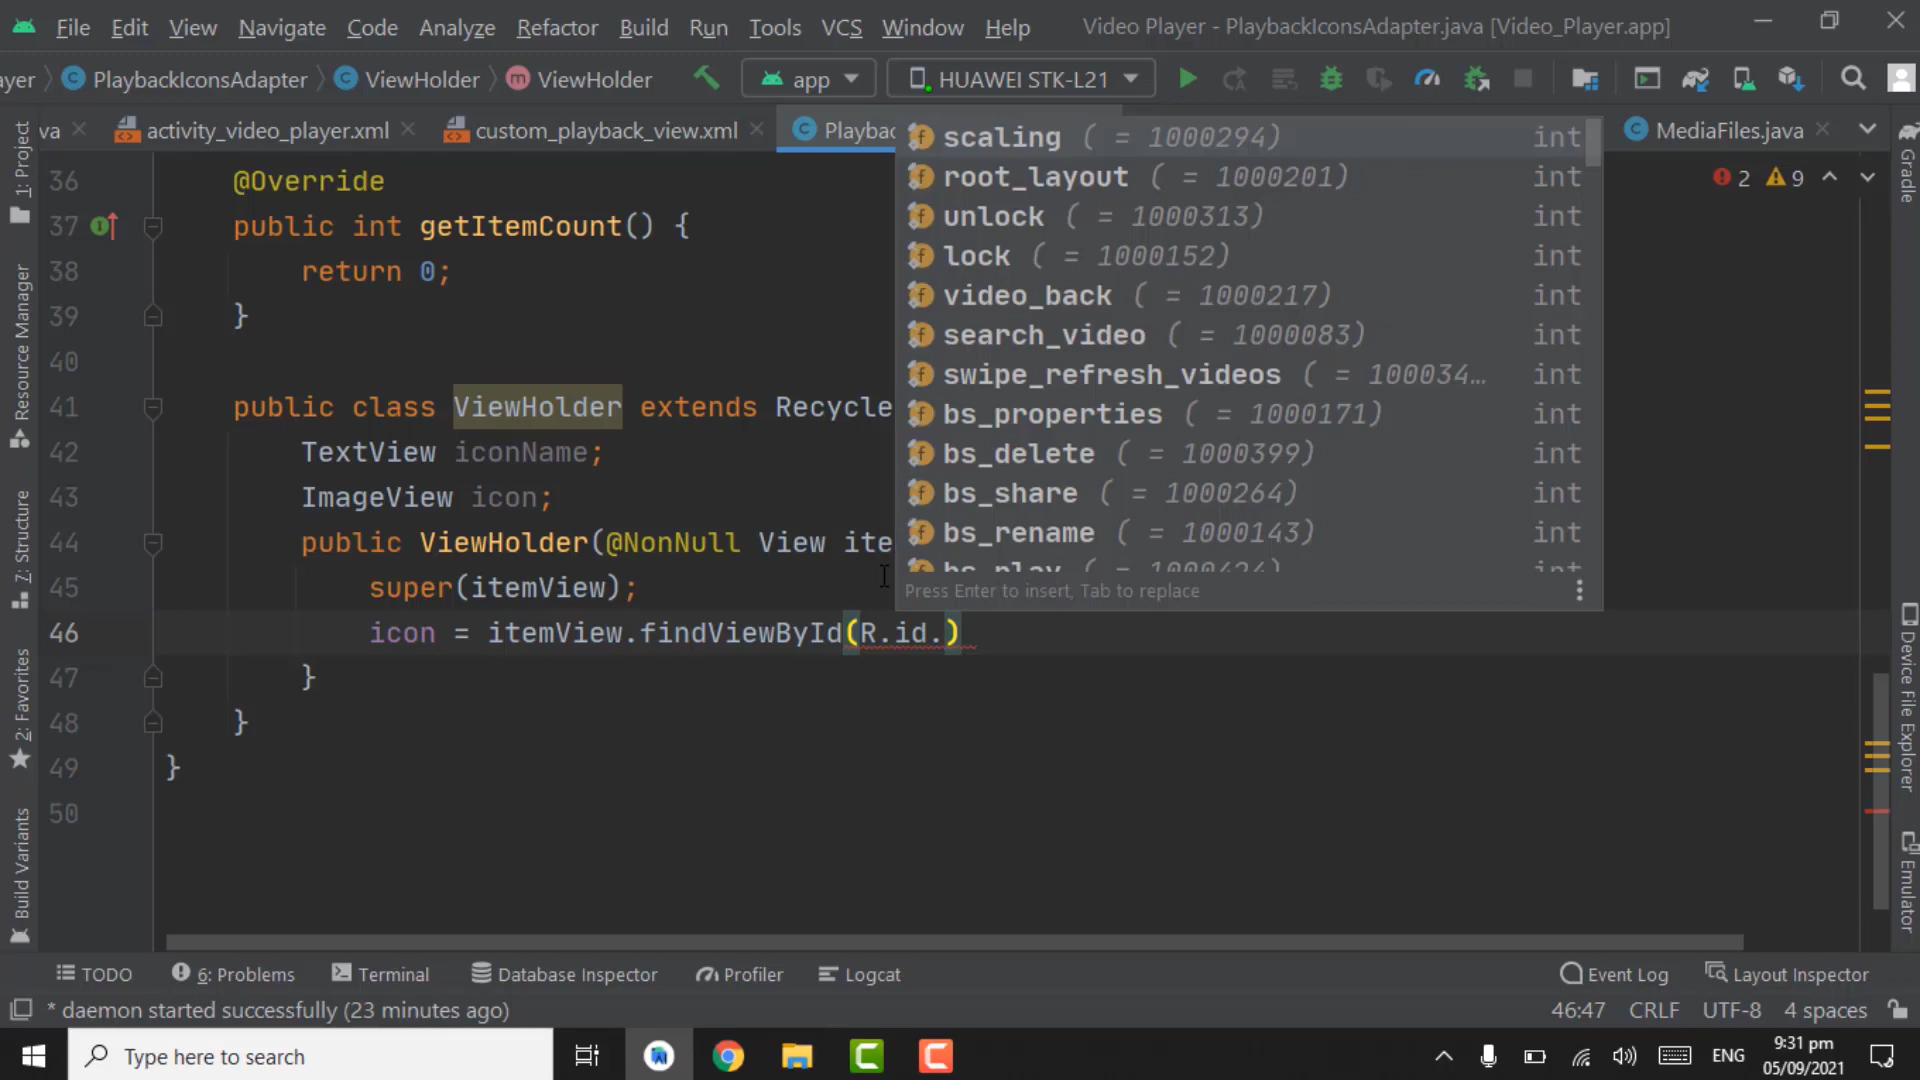 File Edit View Navigate Code Analyze Refactor Build Run Tools VCS Window Help Video Player - PlaybackIconsAdapter.java [Video_Player.app]
ayer PlaybackIconsAdapter ViewHolder ViewHolder app HUAWEI STK-L21
va activity_video_player.xml custom_playback_view.xml Playbac MediaFiles.java
36 @Override
37 public int getItemCount() {
38 return 0;
39 }
40
41 public class ViewHolder extends Recycle
42 TextView iconName;
43 ImageView icon;
44 public ViewHolder(@NonNull View ite
45 super(itemView);
46 icon = itemView.findViewById(R.id.)
47 }
48 }
49 }
50
scaling ( = 1000294) int
root_layout ( = 1000201) int
unlock ( = 1000313) int
lock ( = 1000152) int
video_back ( = 1000217) int
search_video ( = 1000083) int
swipe_refresh_videos ( = 100034… int
bs_properties ( = 1000171) int
bs_delete ( = 1000399) int
bs_share ( = 1000264) int
bs_rename ( = 1000143) int
bs_play ( = 1000424) int
Press Enter to insert, Tab to replace
2 9
1: Project
Resource Manager
7: Structure
2: Favorites
Build Variants
Gradle
Device File Explorer
Emulator
TODO 6: Problems Terminal Database Inspector Profiler Logcat Event Log Layout Inspector
* daemon started successfully (23 minutes ago) 46:47 CRLF UTF-8 4 spaces
Type here to search ENG 9:31 pm
05/09/2021